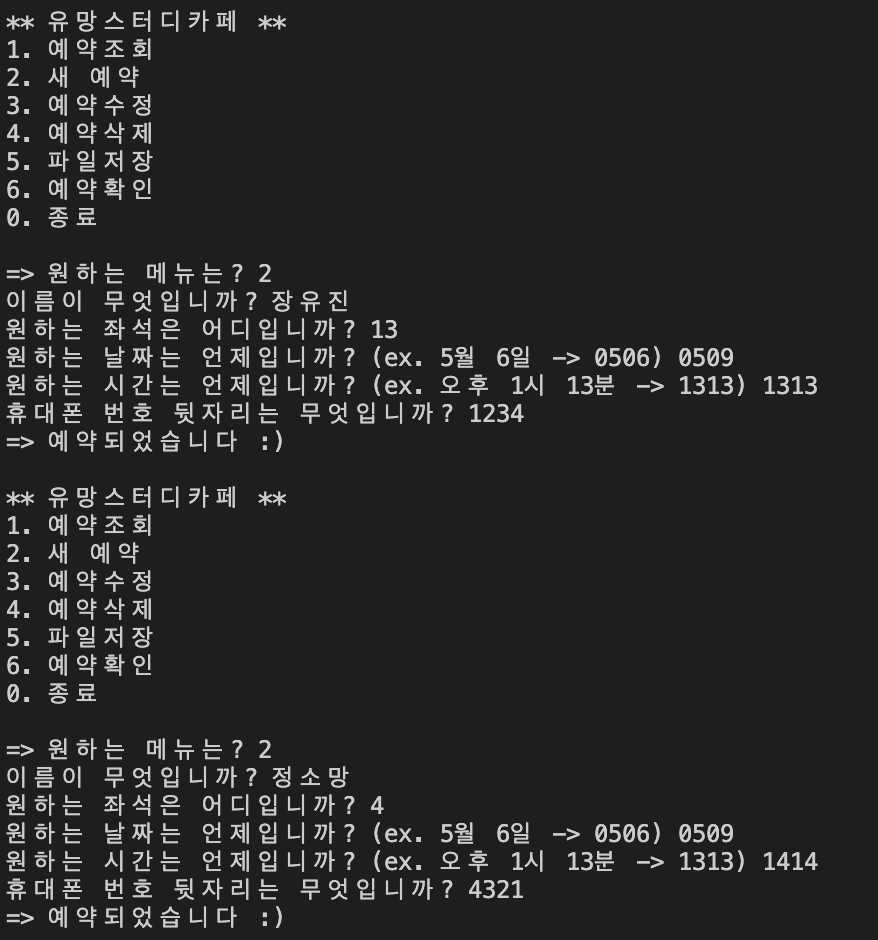 ** 유망스터디카페 **
1. 예약조회
2. 새 예약
3. 예약수정
4. 예약삭제
5. 파일저장
6. 예약확인
0. 종료
=> 원하는 메뉴는? 2
이름이 무엇입니까? 장유진
원하는 좌석은 어디입니까? 13
원하는 날짜는 언제입니까? (ex. 5월 6일 -> 0506) 0509
원하는 시간는 언제입니까? (ex. 오후 1시 13분 -> 1313) 1313
휴대폰 번호 뒷자리는 무엇입니까? 1234
=> 예약되었습니다 :)
** 유망스터디카페 **
1. 예약조회
2. 새 예약
3. 예약수정
4. 예약삭제
5. 파일저장
6. 예약확인
0. 종료
=> 원하는 메뉴는? 2
이름이 무엇입니까? 정소망
원하는 좌석은 어디입니까? 4
원하는 날짜는 언제입니까? (ex. 5월 6일 -> 0506) 0509
원하는 시간는 언제입니까? (ex. 오후 1시 13분 -> 1313) 1414
휴대폰 번호 뒷자리는 무엇입니까? 4321
=> 예약되었습니다 :)